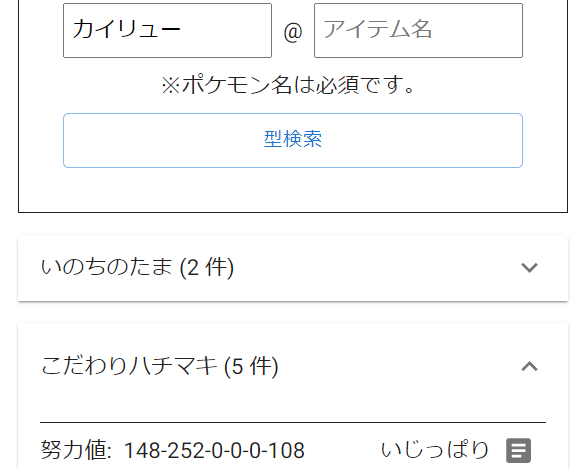 カイリュー @ アイテム名
※ポケモン名は必須です。
型検索
いのちのたま (2 件)
こだわりハチマキ (5 件)
努力値: 148-252-0-0-0-108 いじっぱり